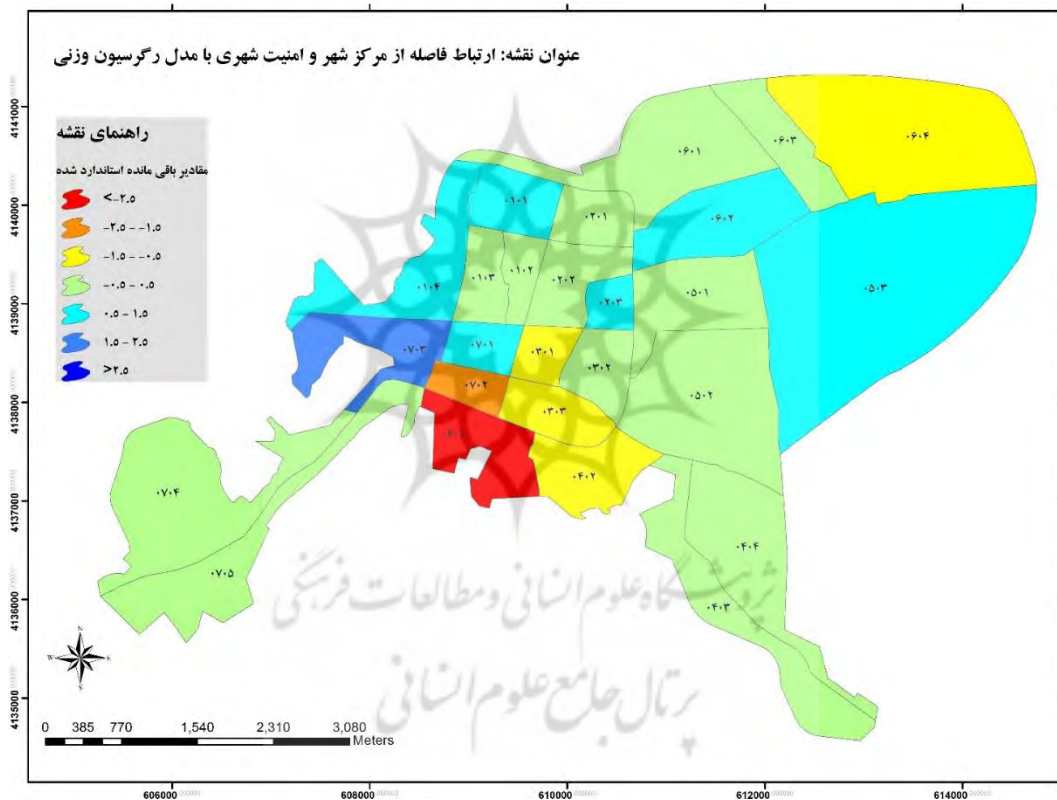 عنوان نقشه: ارتباط فاصله از مرکز شهر و امنیت شهری با مدل رگرسیون وزنی
راهنمای نقشه
مقادیر باقی مانده استاندارد شده
<-۲.۵
-۲.۵ - -۱.۵
-۱.۵ - -۰.۵
-۰.۵ - ۰.۵
۰.۵ - ۱.۵
۱.۵ - ۲.۵
>۲.۵
۰۶۰۴
۰۶۰۳
۰۶۰۱
۰۶۰۲
۰۱۰۱
۰۲۰۱
۰۱۰۲
۰۱۰۳
۰۲۰۲
۰۱۰۴
۰۲۰۳
۰۵۰۱
۰۵۰۳
۰۷۰۳
۰۷۰۱
۰۳۰۱
۰۳۰۲
۰۷۰۲
۰۳۰۳
۰۵۰۲
۰۴۰۱
۰۴۰۲
۰۷۰۴
۰۷۰۵
۰۴۰۴
۰۴۰۳
پژوهشگاه علوم انسانی و مطالعات فرهنگی
پرتال جامع علوم انسانی
N
W E
S
0 385 770 1,540 2,310 3,080
Meters
4141000
4140000
4139000
4138000
4137000
4136000
4135000
606000 608000 610000 612000 614000